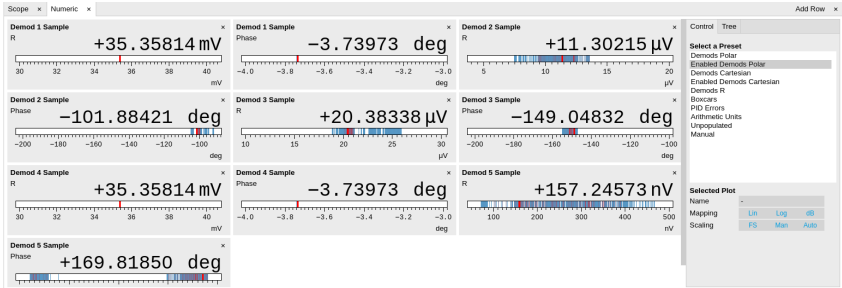 Scope × Numeric × Add Row ×
Demod 1 Sample ×
R +35.35814 mV
30 32 34 36 38 40
mV
Demod 1 Sample ×
Phase −3.73973 deg
−4.0 −3.8 −3.6 −3.4 −3.2 −3.0
deg
Demod 2 Sample ×
R +11.30215 μV
5 10 15 20
μV
Demod 2 Sample ×
Phase −101.88421 deg
−200 −180 −160 −140 −120 −100
deg
Demod 3 Sample ×
R +20.38338 μV
10 15 20 25 30
μV
Demod 3 Sample ×
Phase −149.04832 deg
−200 −180 −160 −140 −120 −100
deg
Demod 4 Sample ×
R +35.35814 mV
30 32 34 36 38 40
mV
Demod 4 Sample ×
Phase −3.73973 deg
−4.0 −3.8 −3.6 −3.4 −3.2 −3.0
deg
Demod 5 Sample ×
R +157.24573 nV
100 200 300 400 500
nV
Demod 5 Sample ×
Phase +169.81850 deg
Control Tree
Select a Preset
Demods Polar
Enabled Demods Polar
Demods Cartesian
Enabled Demods Cartesian
Demods R
Boxcars
PID Errors
Arithmetic Units
Unpopulated
Manual
Selected Plot
Name -
Mapping Lin Log dB
Scaling FS Man Auto